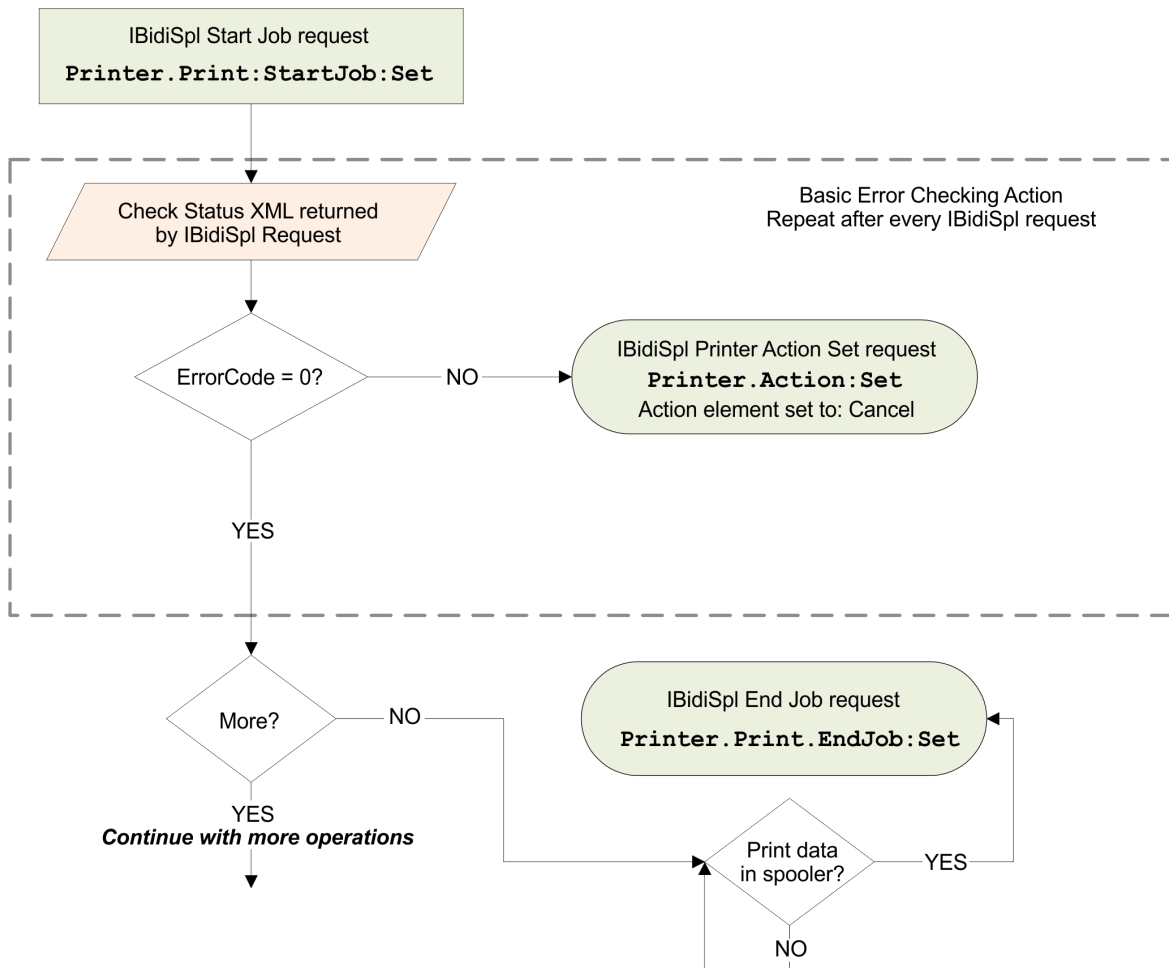 IBidiSpl Start Job request
Printer.Print:StartJob:Set
Check Status XML returned
by IBidiSpl Request
Basic Error Checking Action
Repeat after every IBidiSpl request
ErrorCode = 0?
NO
IBidiSpl Printer Action Set request
Printer.Action:Set
Action element set to: Cancel
YES
More?
NO
IBidiSpl End Job request
Printer.Print.EndJob:Set
YES
Continue with more operations
Print data
in spooler?
YES
NO